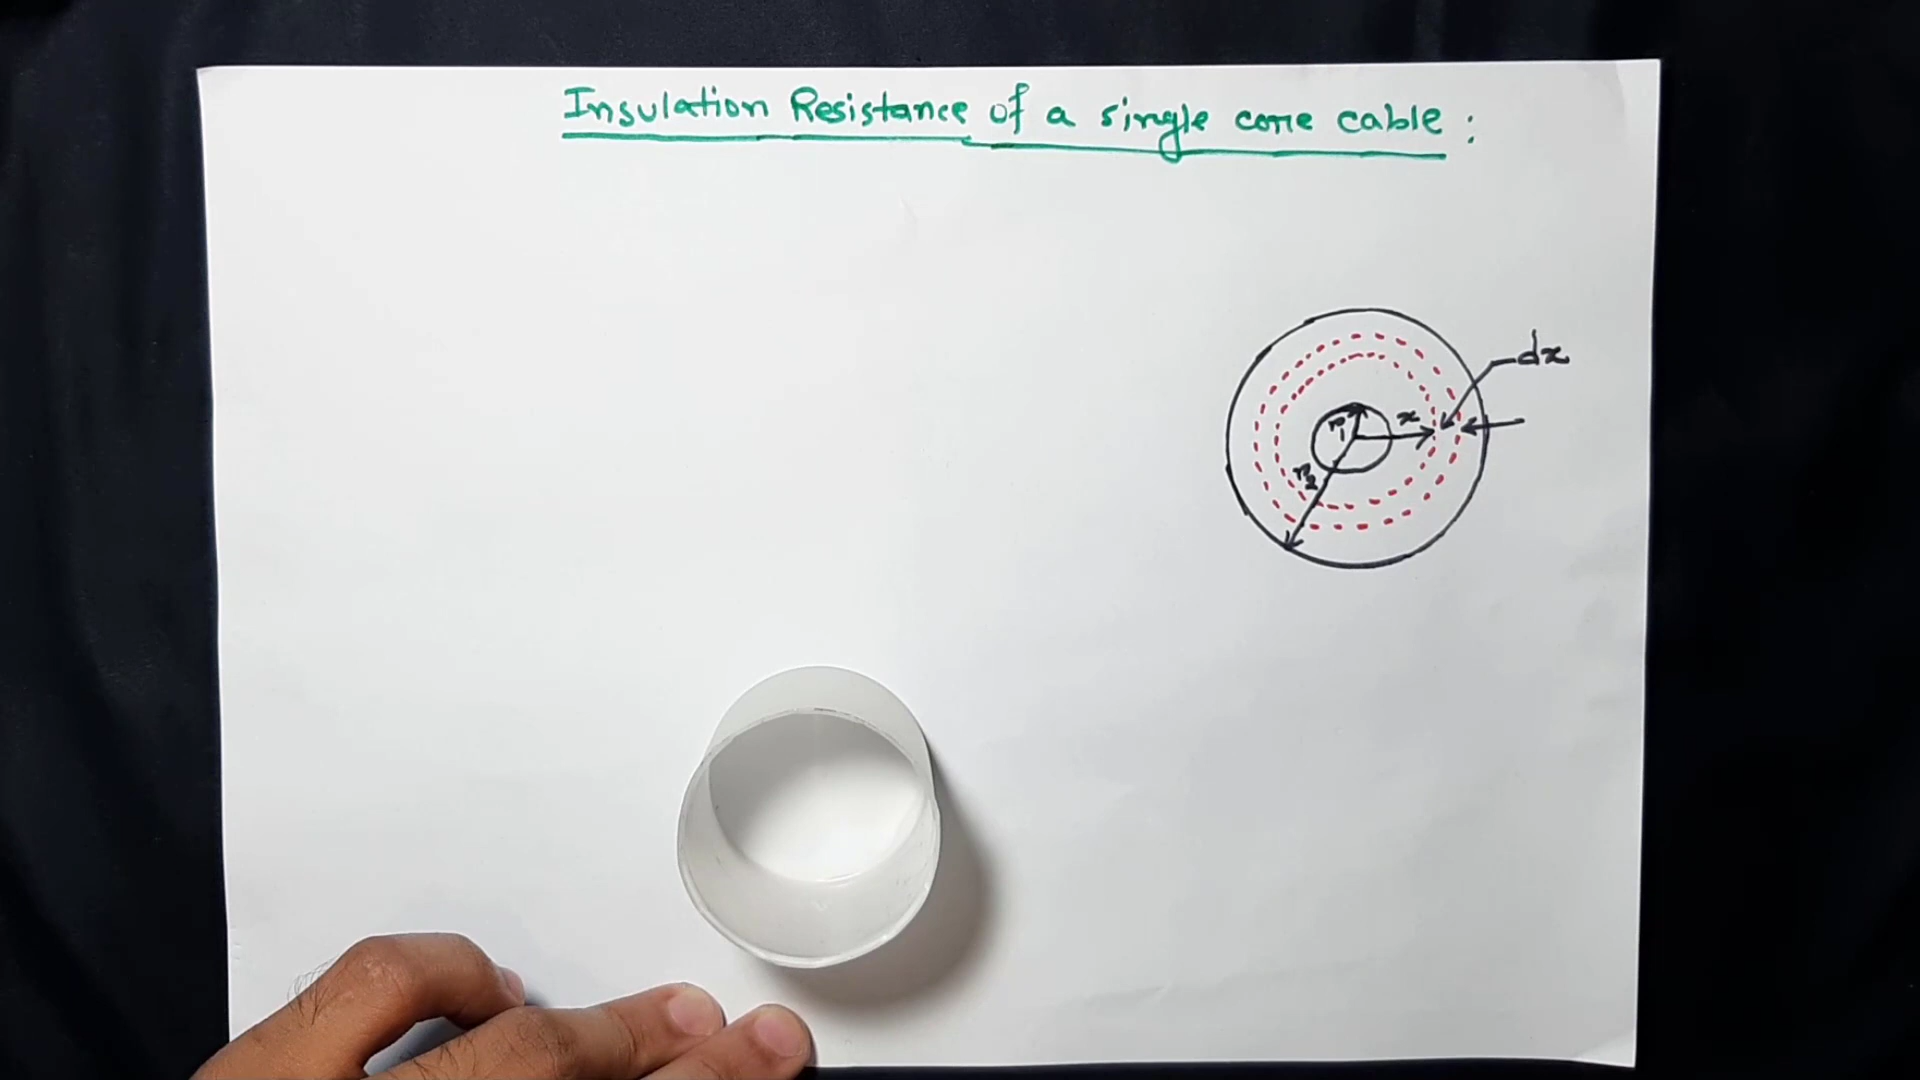 Insulation Resistance of a single core cable :
dx
x
r₁
r₂